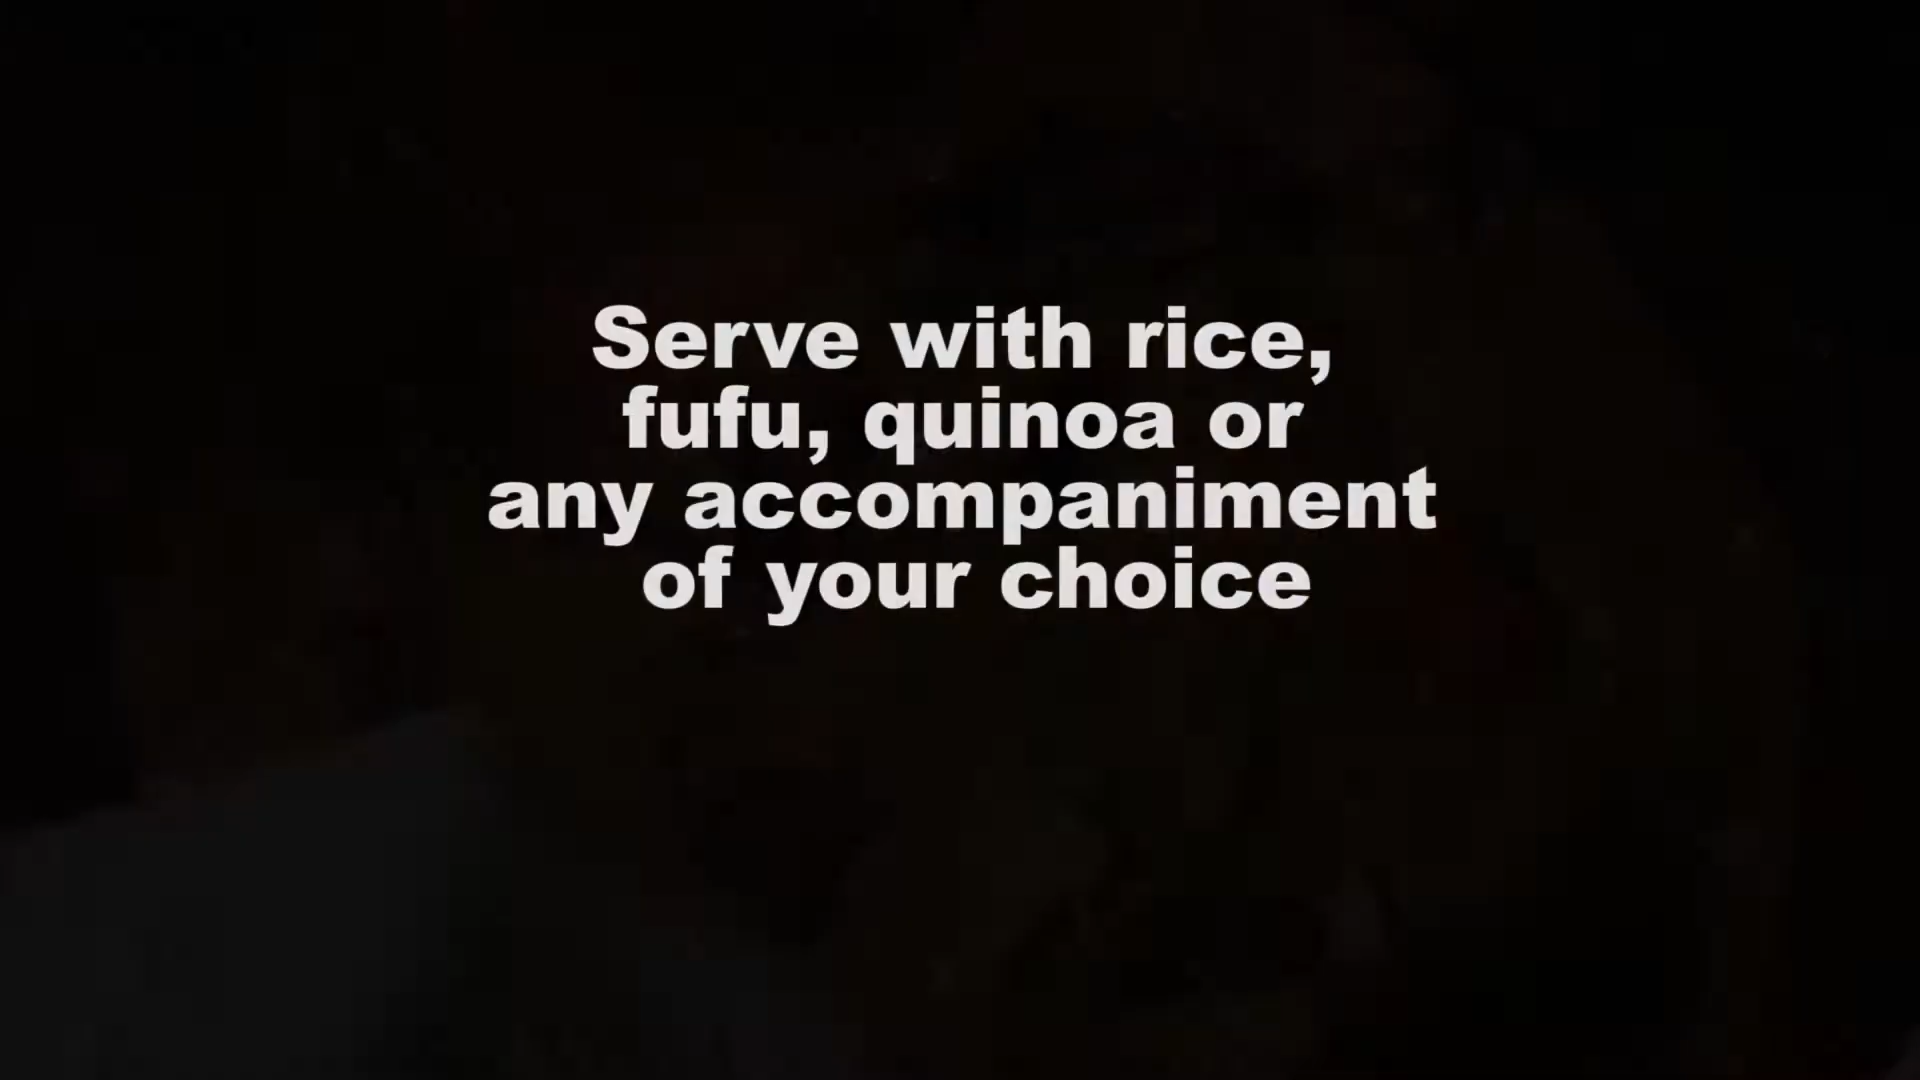 Serve with rice,
fufu, quinoa or
any accompaniment
of your choice